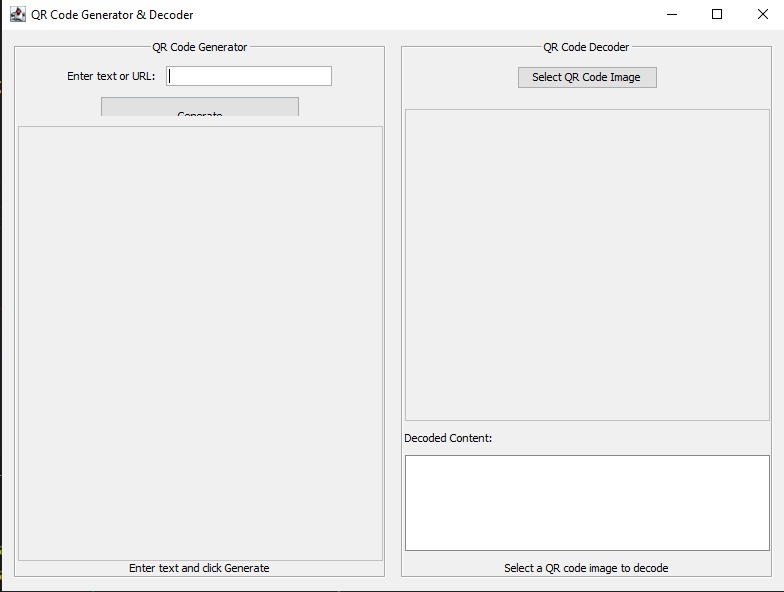 QR Code Generator & Decoder
QR Code Generator
Enter text or URL:
Generate
Enter text and click Generate
QR Code Decoder
Select QR Code Image
Decoded Content:
Select a QR code image to decode